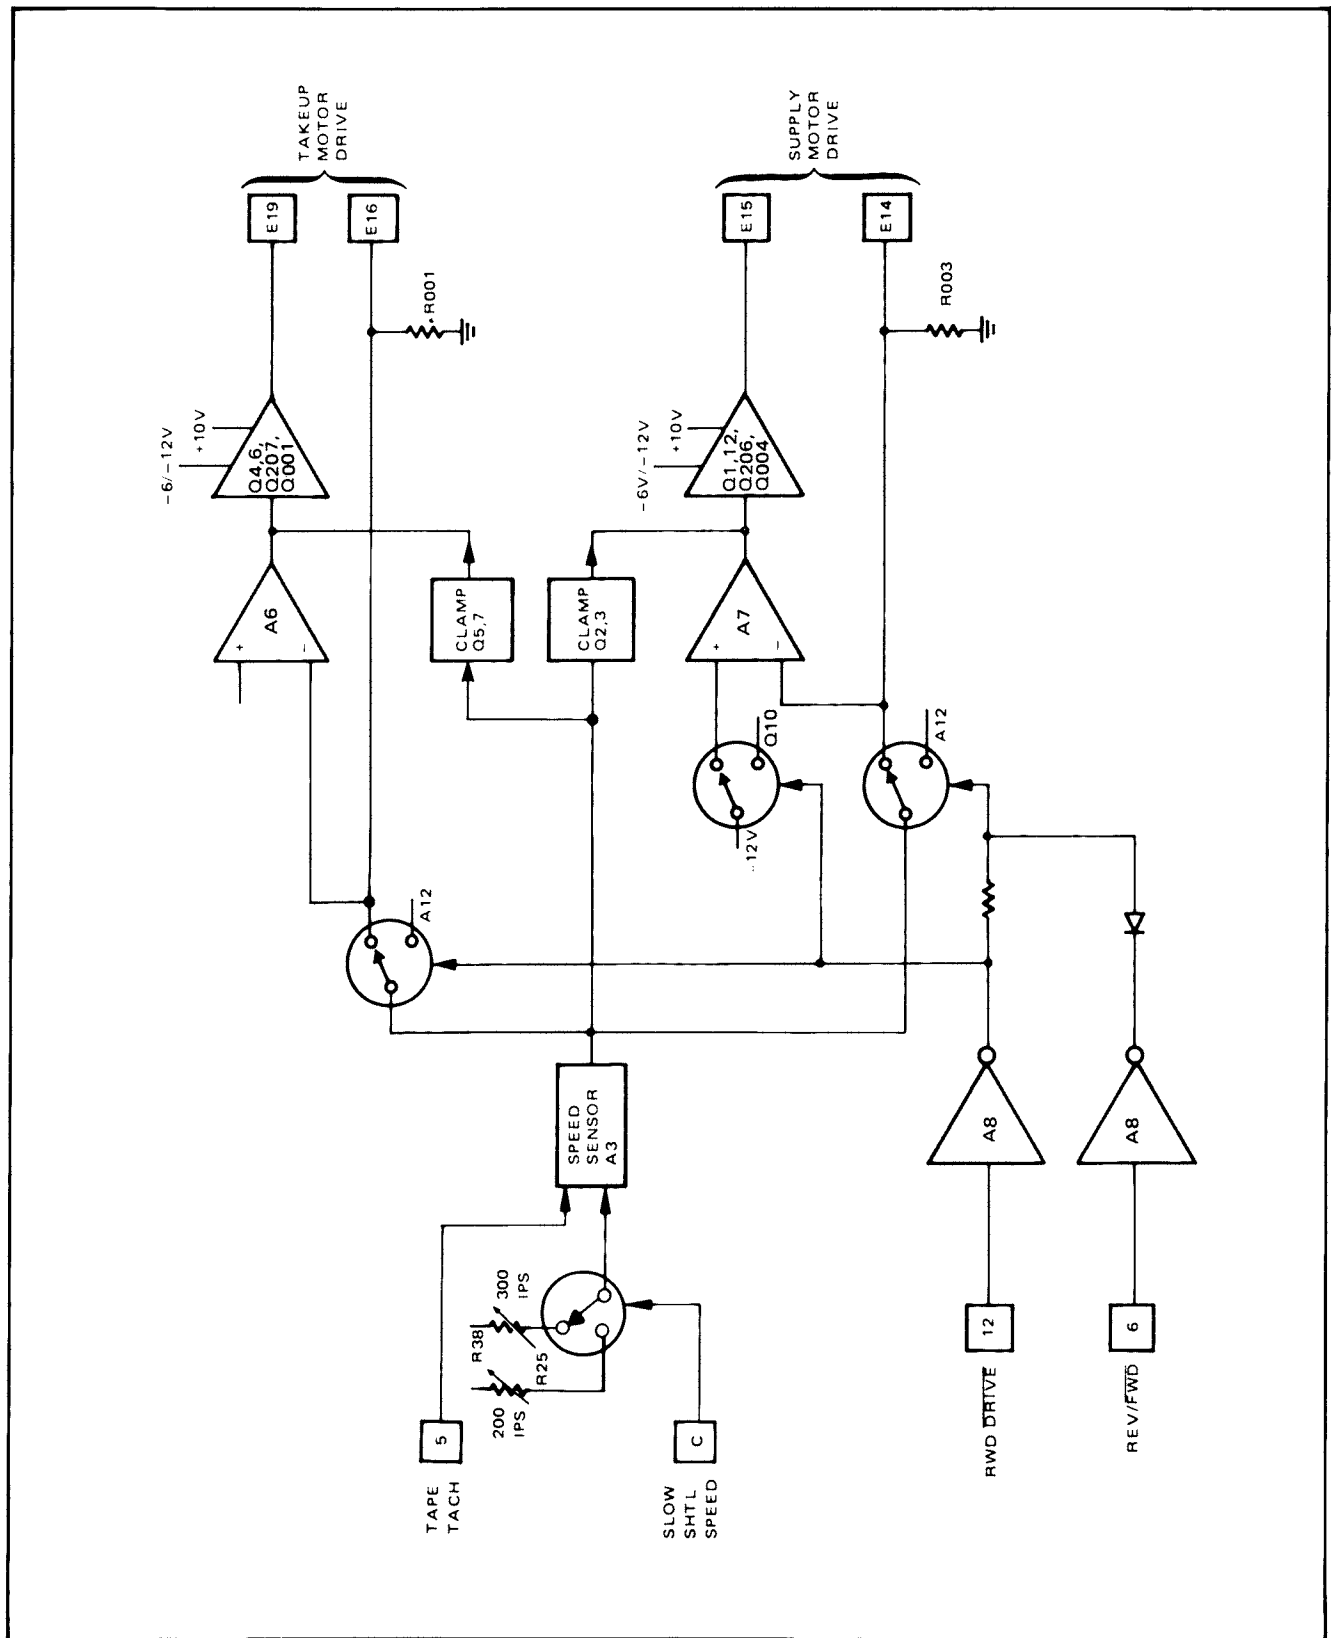 TAPE
TACH
5
200
IPS
R38
300
IPS
R25
SLOW
SHTL
SPEED
C
SPEED
SENSOR
A3
RWD DRIVE
12
A8
REV/FWD
6
A8
A12
A6
+
−
CLAMP
Q5,7
CLAMP
Q2,3
-6/-12V
+10V
Q4,6,
Q207,
Q001
E19
E16
TAKEUP
MOTOR
DRIVE
R001
12V
Q10
A7
+
−
A12
-6V/-12V
+10V
Q1,12,
Q206,
Q004
E15
E14
SUPPLY
MOTOR
DRIVE
R003